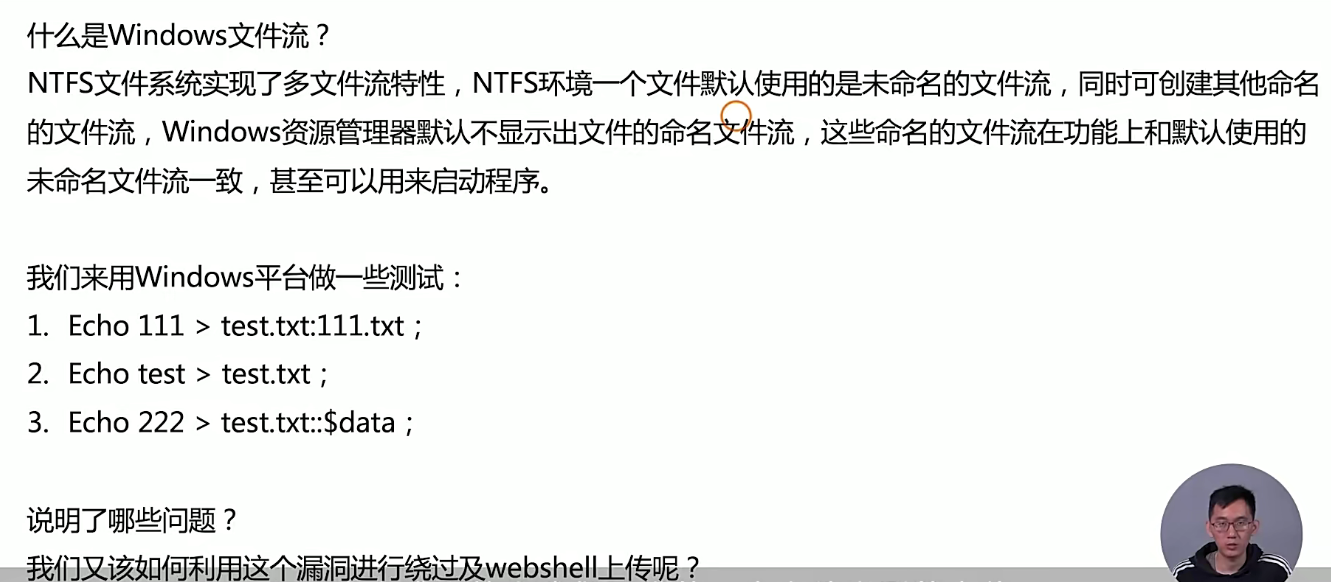 什么是Windows文件流？
NTFS文件系统实现了多文件流特性，NTFS环境一个文件默认使用的是未命名的文件流，同时可创建其他命名
的文件流，Windows资源管理器默认不显示出文件的命名文件流，这些命名的文件流在功能上和默认使用的
未命名文件流一致，甚至可以用来启动程序。
我们来用Windows平台做一些测试：
1. Echo 111 > test.txt:111.txt；
2. Echo test > test.txt；
3. Echo 222 > test.txt::$data；
说明了哪些问题？
我们又该如何利用这个漏洞进行绕过及webshell上传呢？